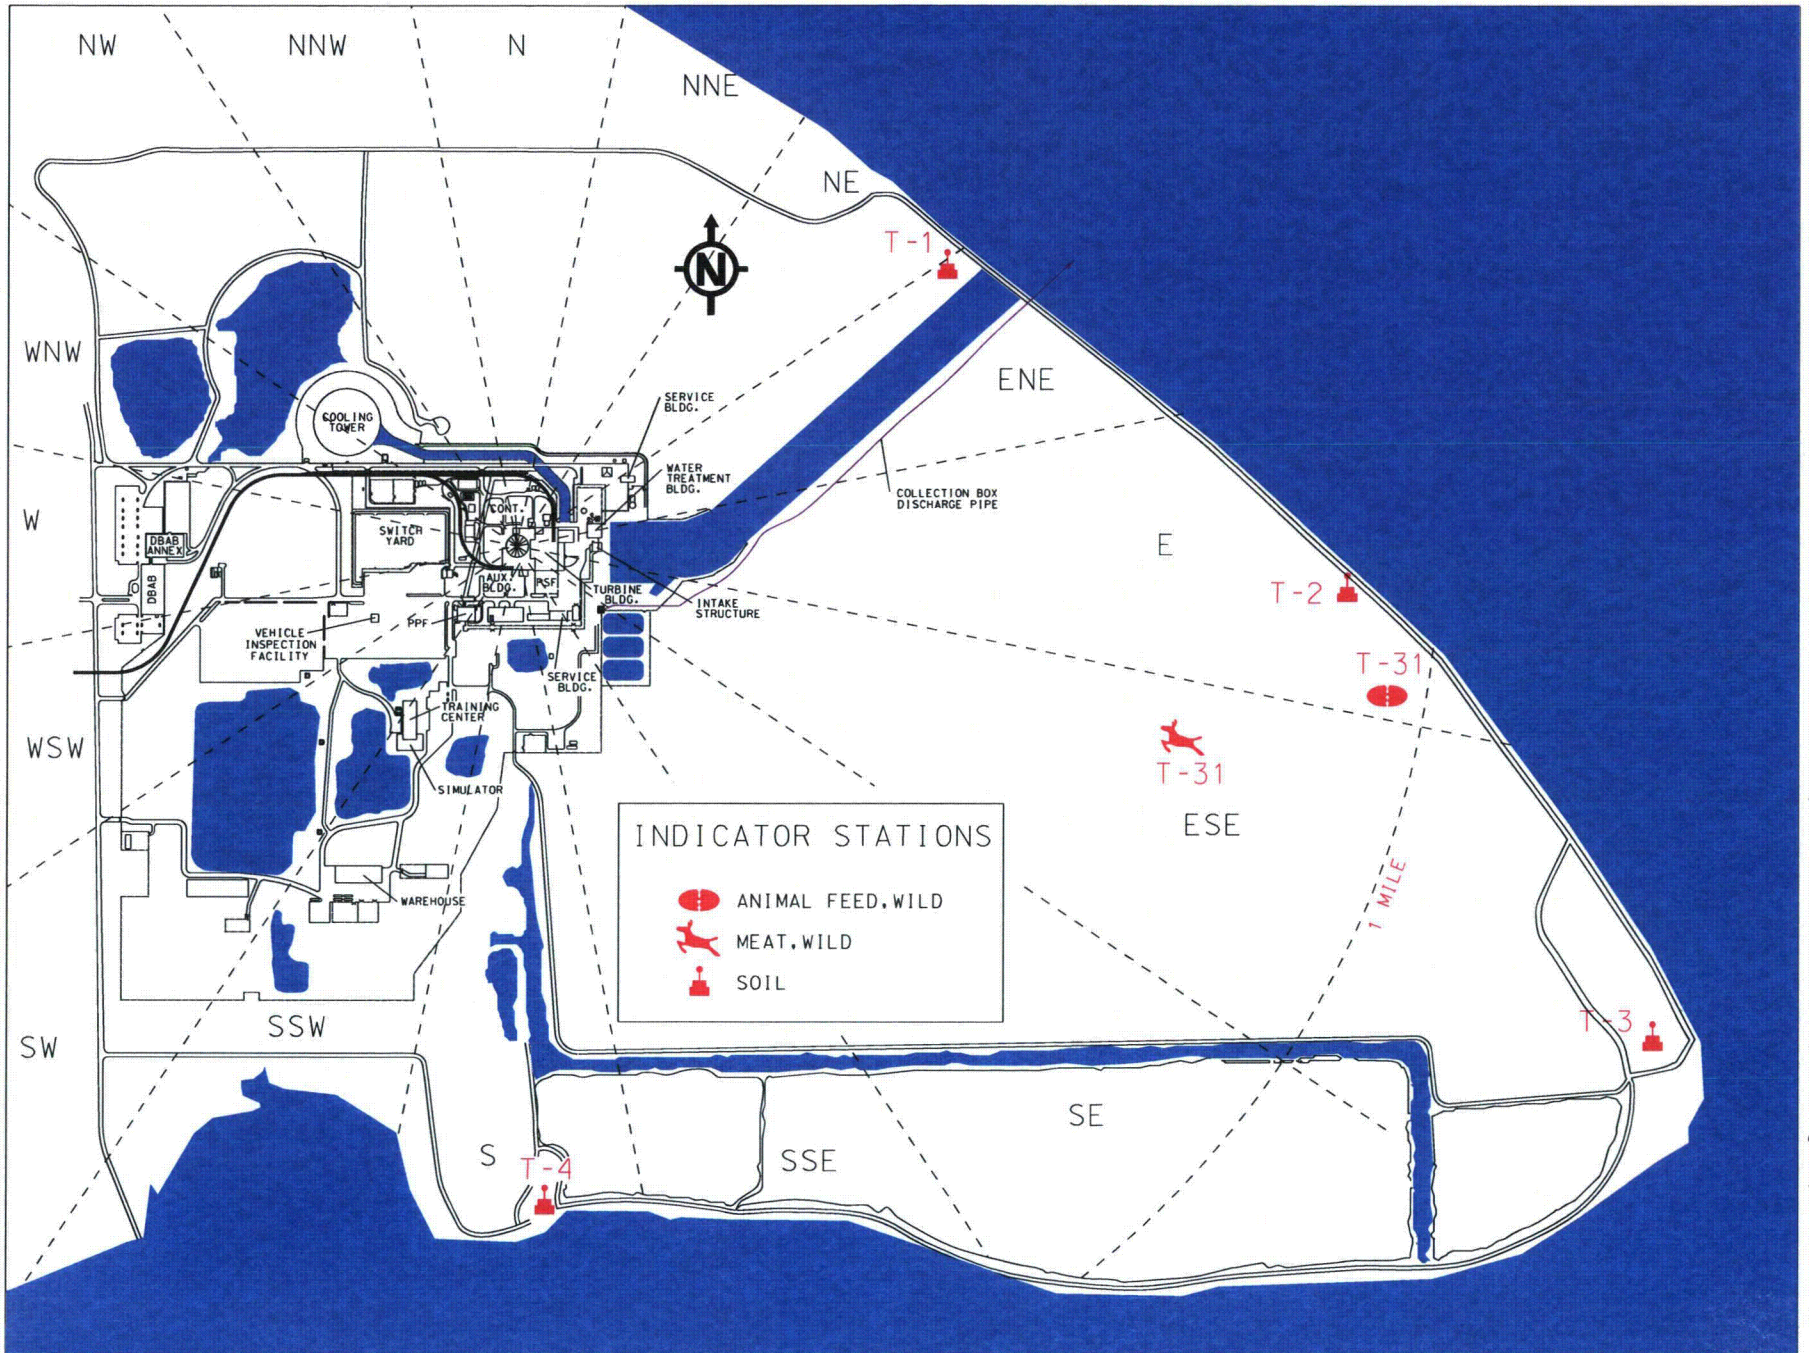 NW
NNW
N
NNE
NE
T-1
N
WNW
ENE
COOLING
TOWER
SERVICE
BLDG.
WATER
TREATMENT
BLDG.
COLLECTION BOX
DISCHARGE PIPE
W
CONT.
SWITCH
YARD
E
DBAB
ANNEX
DBAB
AUX.
BLDG.
PSF
TURBINE
BLDG.
INTAKE
STRUCTURE
T-2
PPF
VEHICLE
INSPECTION
FACILITY
SERVICE
BLDG.
T-31
TRAINING
CENTER
WSW
T-31
SIMULATOR
ESE
INDICATOR STATIONS
ANIMAL FEED, WILD
MEAT, WILD
SOIL
1 MILE
WAREHOUSE
SSW
SW
T-3
SE
S
SSE
T-4